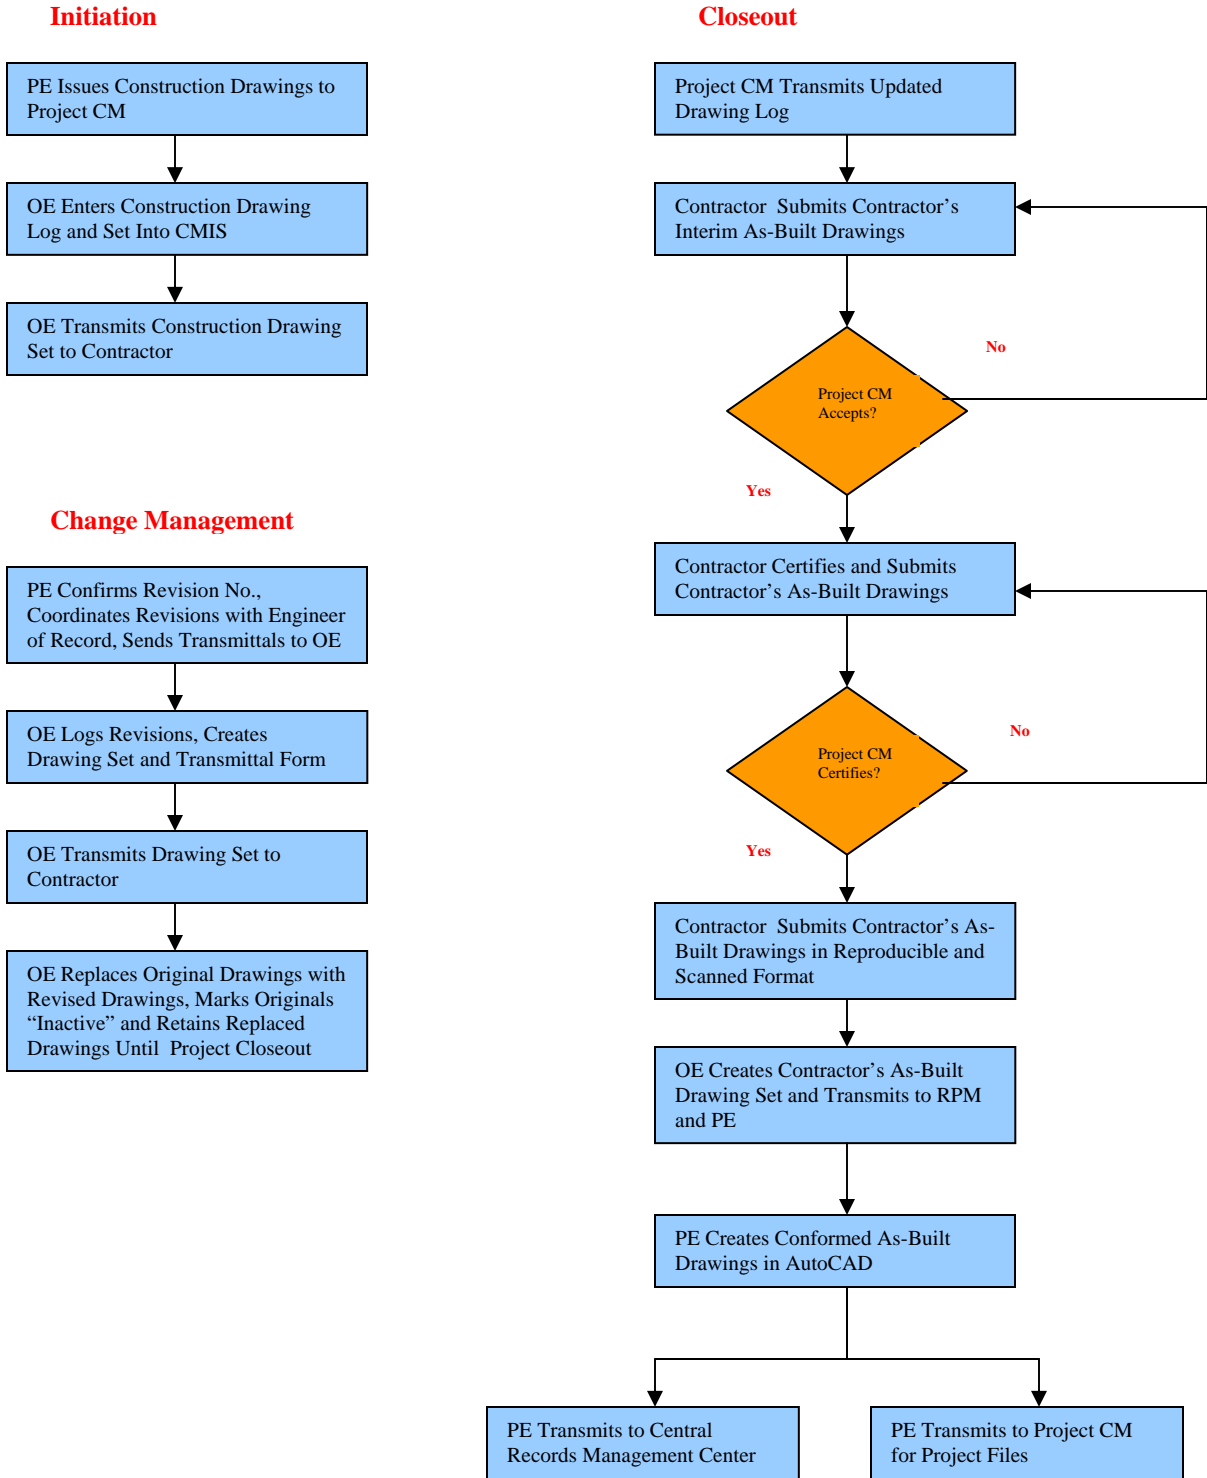 Initiation
PE Issues Construction Drawings to
Project CM
OE Enters Construction Drawing
Log and Set Into CMIS
OE Transmits Construction Drawing
Set to Contractor
Change Management
PE Confirms Revision No.,
Coordinates Revisions with Engineer
of Record, Sends Transmittals to OE
OE Logs Revisions, Creates
Drawing Set and Transmittal Form
OE Transmits Drawing Set to
Contractor
OE Replaces Original Drawings with
Revised Drawings, Marks Originals
“Inactive” and Retains Replaced
Drawings Until  Project Closeout
Closeout
Project CM Transmits Updated
Drawing Log
Contractor  Submits Contractor’s
Interim As-Built Drawings
Project CM
Accepts?
No
Yes
Contractor Certifies and Submits
Contractor’s As-Built Drawings
Project CM
Certifies?
No
Yes
Contractor  Submits Contractor’s As-
Built Drawings in Reproducible and
Scanned Format
OE Creates Contractor’s As-Built
Drawing Set and Transmits to RPM
and PE
PE Creates Conformed As-Built
Drawings in AutoCAD
PE Transmits to Central
Records Management Center
PE Transmits to Project CM
for Project Files